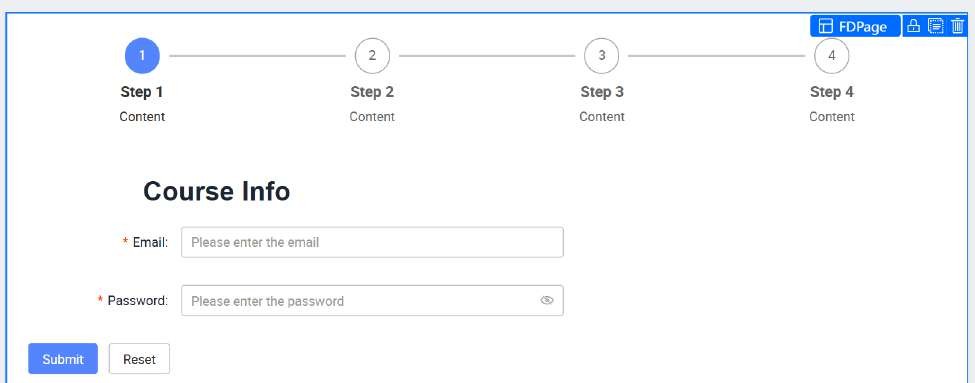 FDPage
1 2 3 4
Step 1 Step 2 Step 3 Step 4
Content Content Content Content
Course Info
* Email: Please enter the email
* Password: Please enter the password
Submit Reset